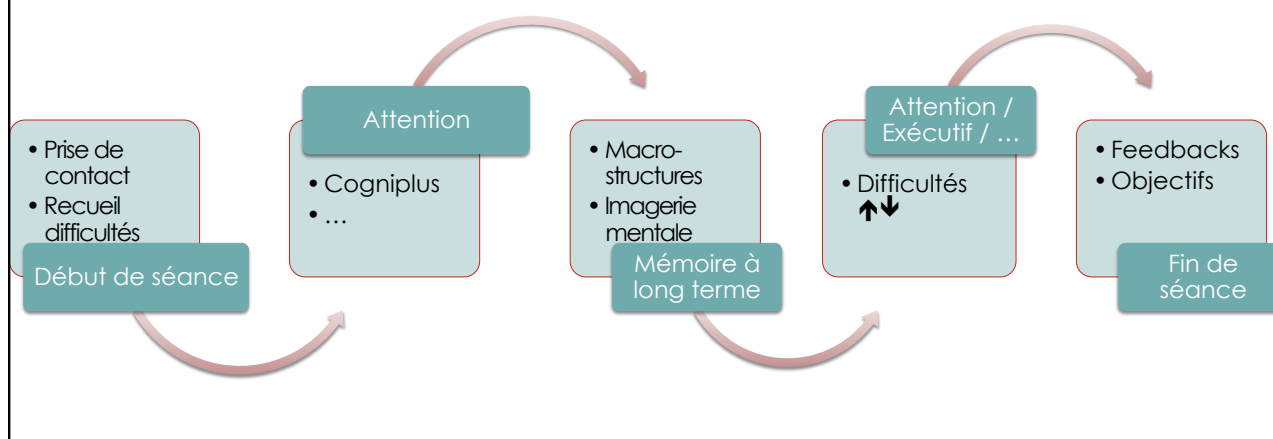 • Prise de
contact
• Recueil
difficultés
Début de séance
Attention
• Cogniplus
• …
• Macro-
structures
• Imagerie
mentale
Mémoire à
long terme
Attention /
Exécutif / …
• Difficultés
🡹🡻
• Feedbacks
• Objectifs
Fin de
séance